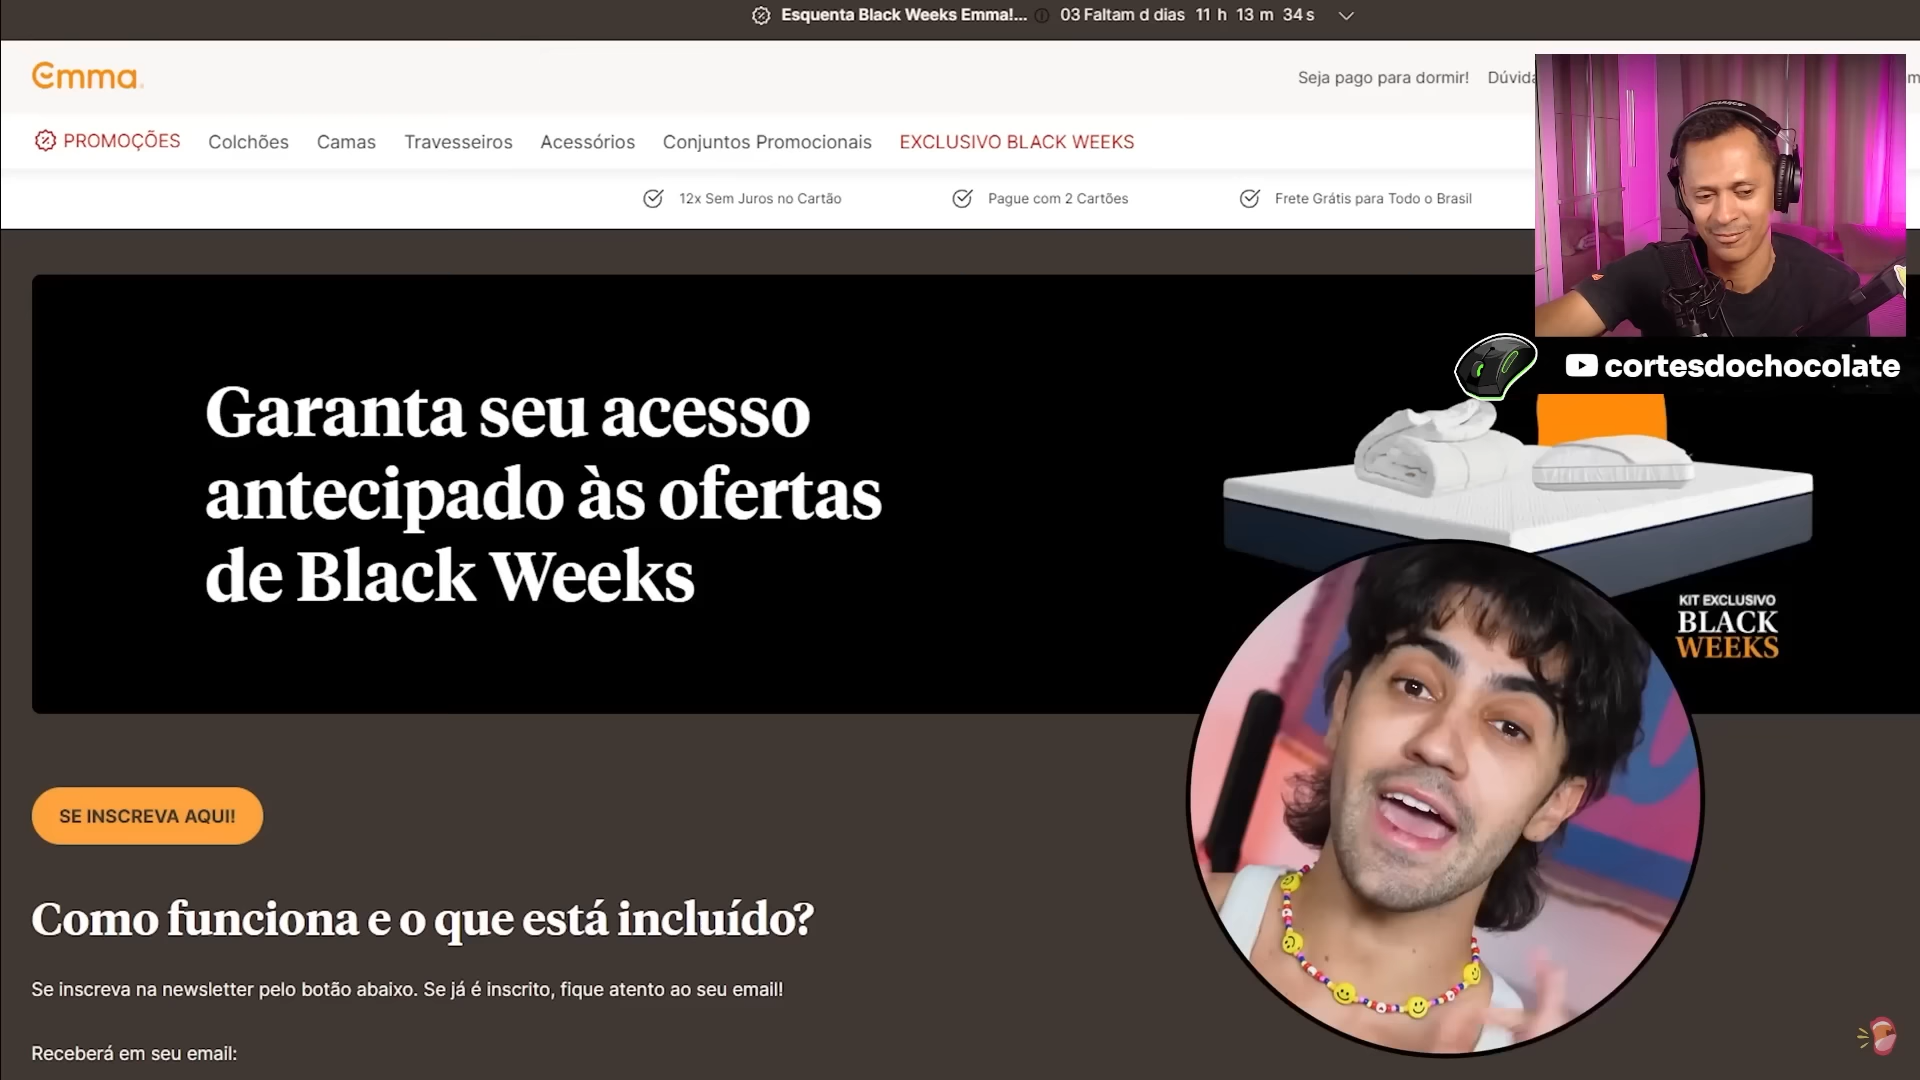 Esquenta Black Weeks Emma!... 03 Faltam d dias 11 h 13 m 34 s
Emma
Seja pago para dormir! Dúvida
PROMOÇÕES Colchões Camas Travesseiros Acessórios Conjuntos Promocionais EXCLUSIVO BLACK WEEKS
12x Sem Juros no Cartão Pague com 2 Cartões Frete Grátis para Todo o Brasil
cortesdochocolate
Garanta seu acesso
antecipado às ofertas
de Black Weeks
KIT EXCLUSIVO
BLACK
WEEKS
SE INSCREVA AQUI!
Como funciona e o que está incluído?
Se inscreva na newsletter pelo botão abaixo. Se já é inscrito, fique atento ao seu email!
Receberá em seu email: